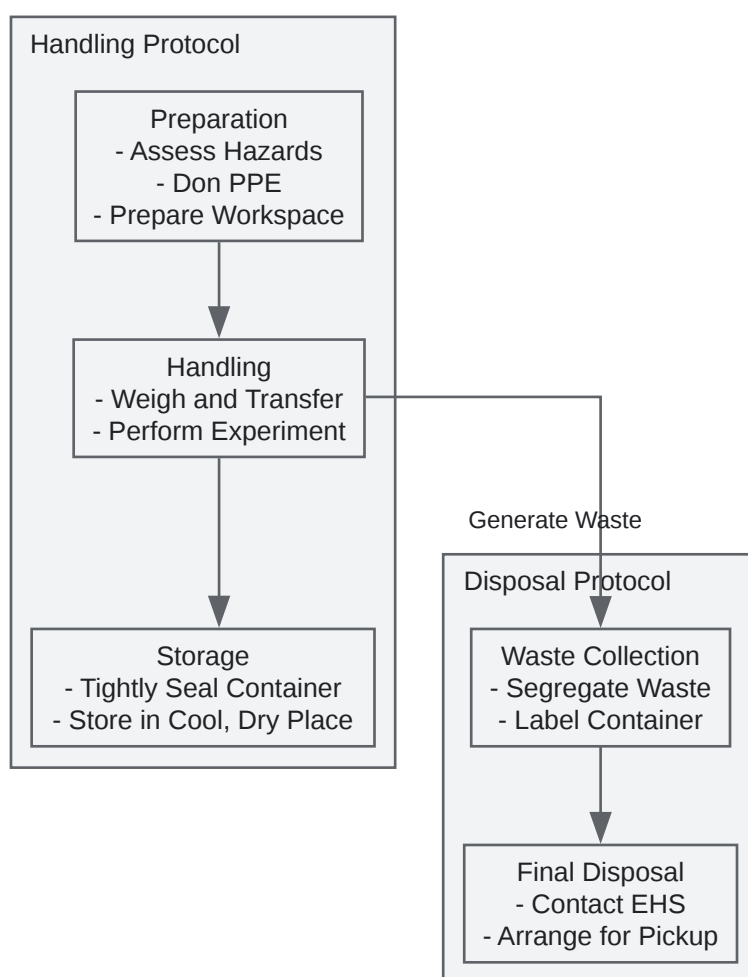 Handling Protocol
Preparation
- Assess Hazards
- Don PPE
- Prepare Workspace
Handling
- Weigh and Transfer
- Perform Experiment
Storage
- Tightly Seal Container
- Store in Cool, Dry Place
Generate Waste
Disposal Protocol
Waste Collection
- Segregate Waste
- Label Container
Final Disposal
- Contact EHS
- Arrange for Pickup